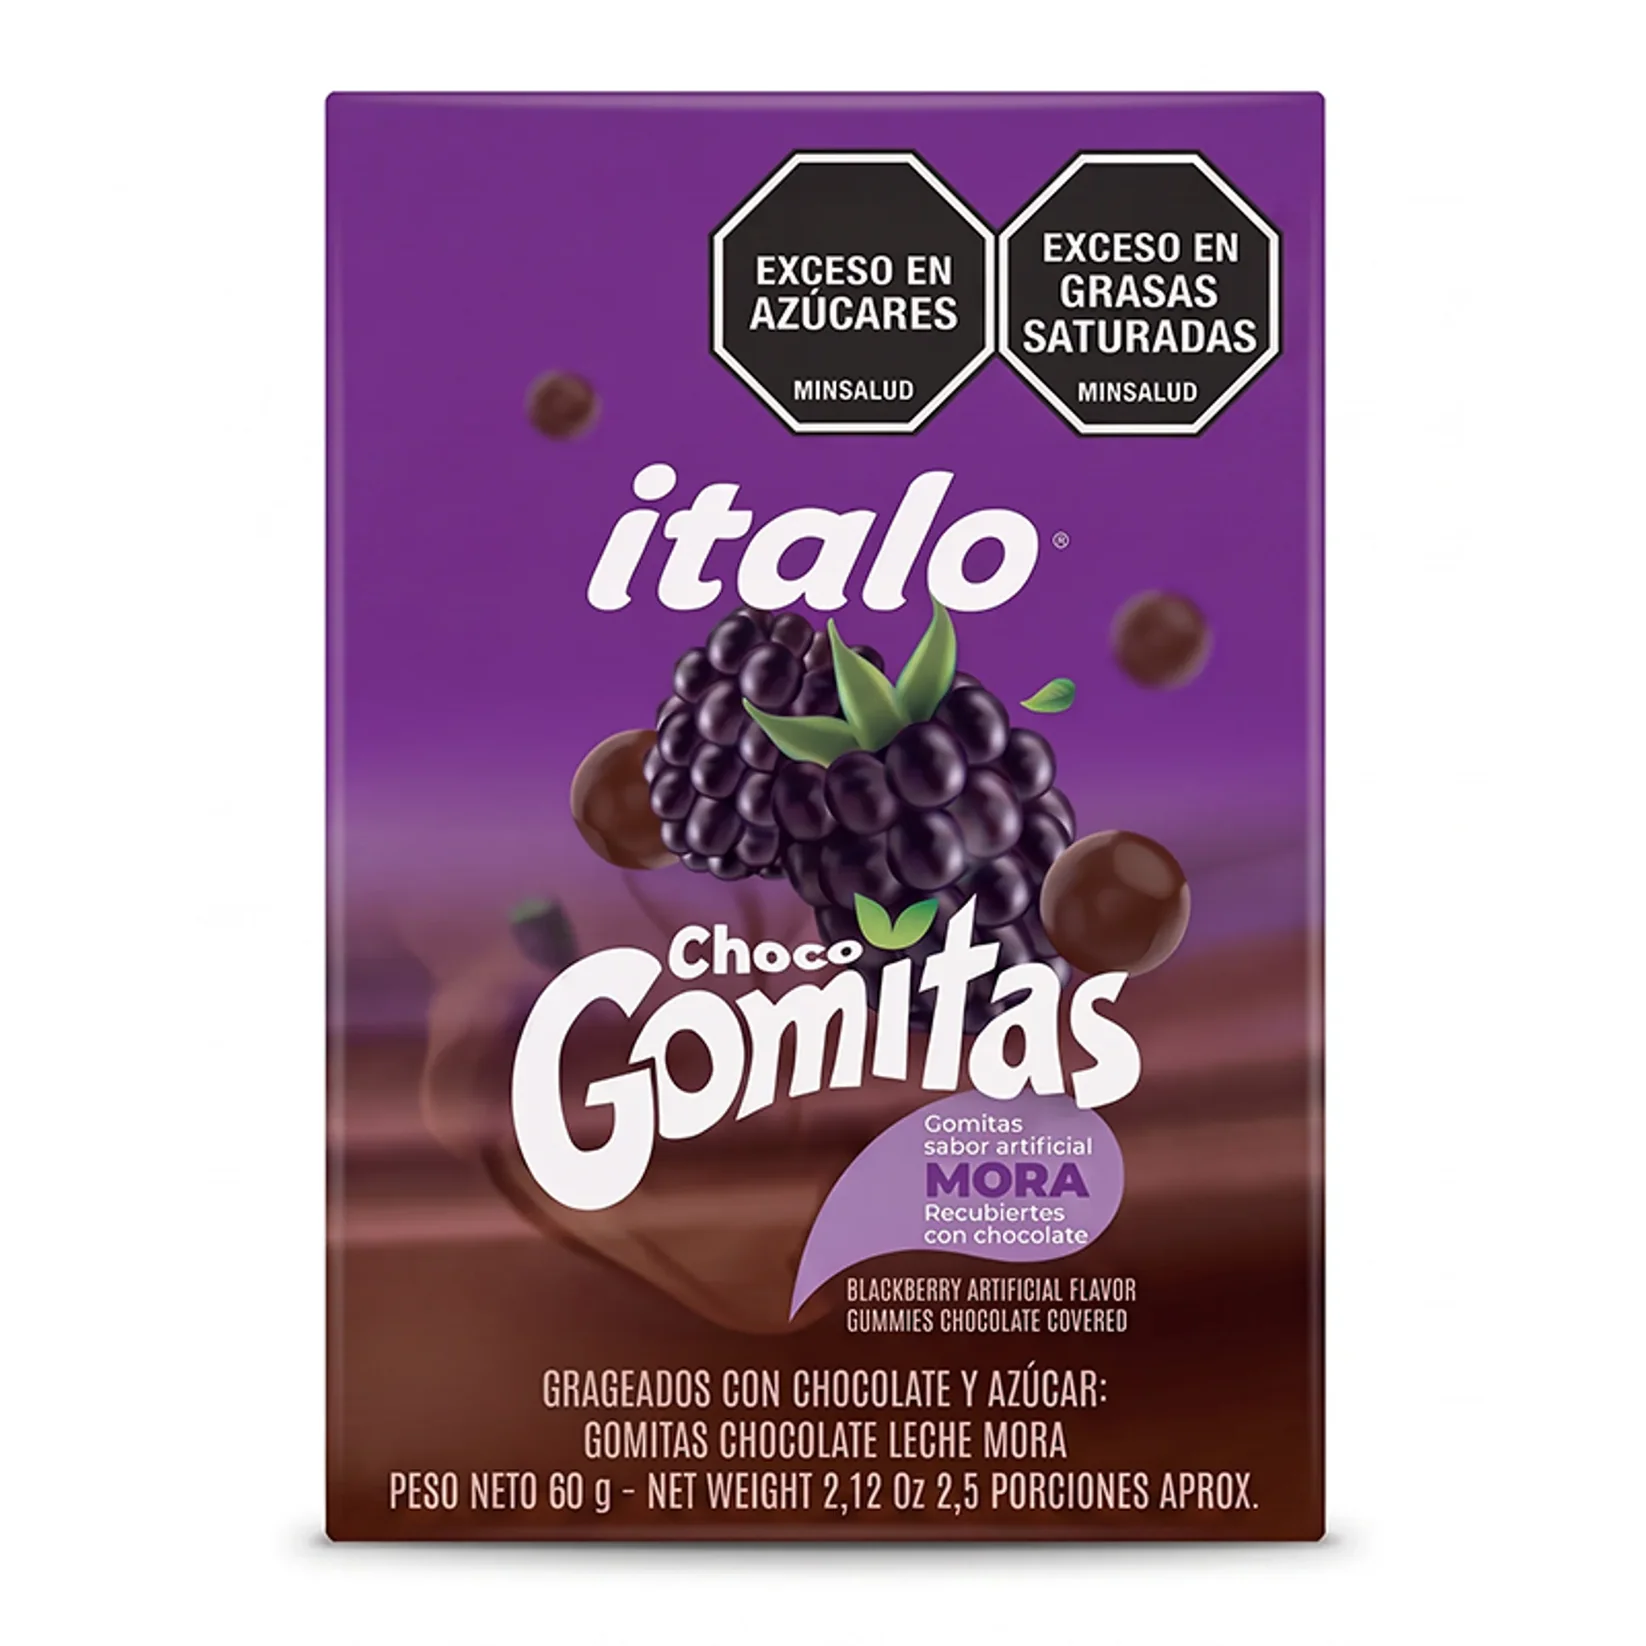 EXCESO EN
AZÚCARES
MINSALUD
EXCESO EN
GRASAS
SATURADAS
MINSALUD
italo®
Choco
Gomitas
Gomitas
sabor artificial
MORA
Recubiertes
con chocolate
BLACKBERRY ARTIFICIAL FLAVOR
GUMMIES CHOCOLATE COVERED
GRAGEADOS CON CHOCOLATE Y AZÚCAR:
GOMITAS CHOCOLATE LECHE MORA
PESO NETO 60 g - NET WEIGHT 2,12 Oz 2,5 PORCIONES APROX.